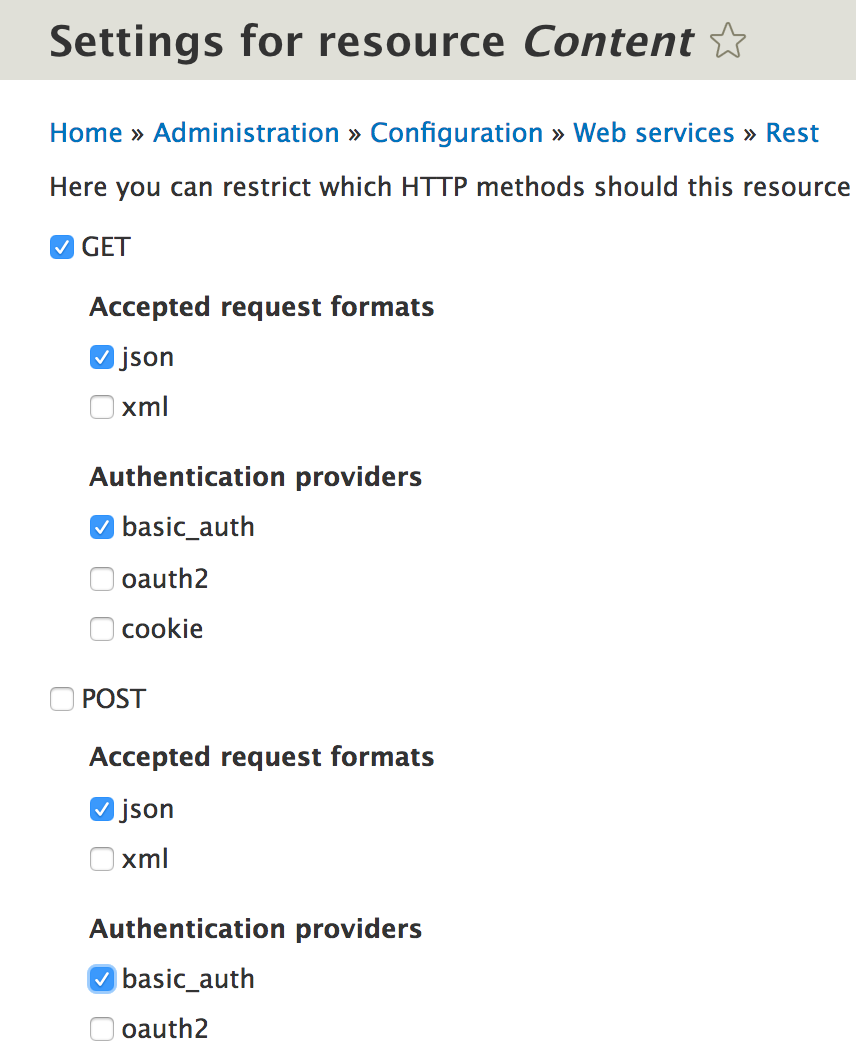 Settings for resource Content
Home » Administration » Configuration » Web services » Rest
Here you can restrict which HTTP methods should this resource
GET
Accepted request formats
json
xml
Authentication providers
basic_auth
oauth2
cookie
POST
Accepted request formats
json
xml
Authentication providers
basic_auth
oauth2